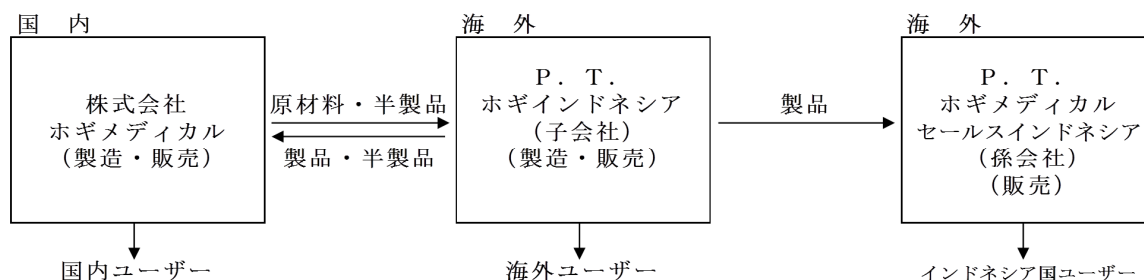 国 内
株式会社
ホギメディカル
(製造・販売)
国内ユーザー
原材料・半製品
製品・半製品
海 外
P. T.
ホギインドネシア
(子会社)
(製造・販売)
海外ユーザー
製品
海 外
P. T.
ホギメディカル
セールスインドネシア
(孫会社)
(販売)
インドネシア国ユーザー